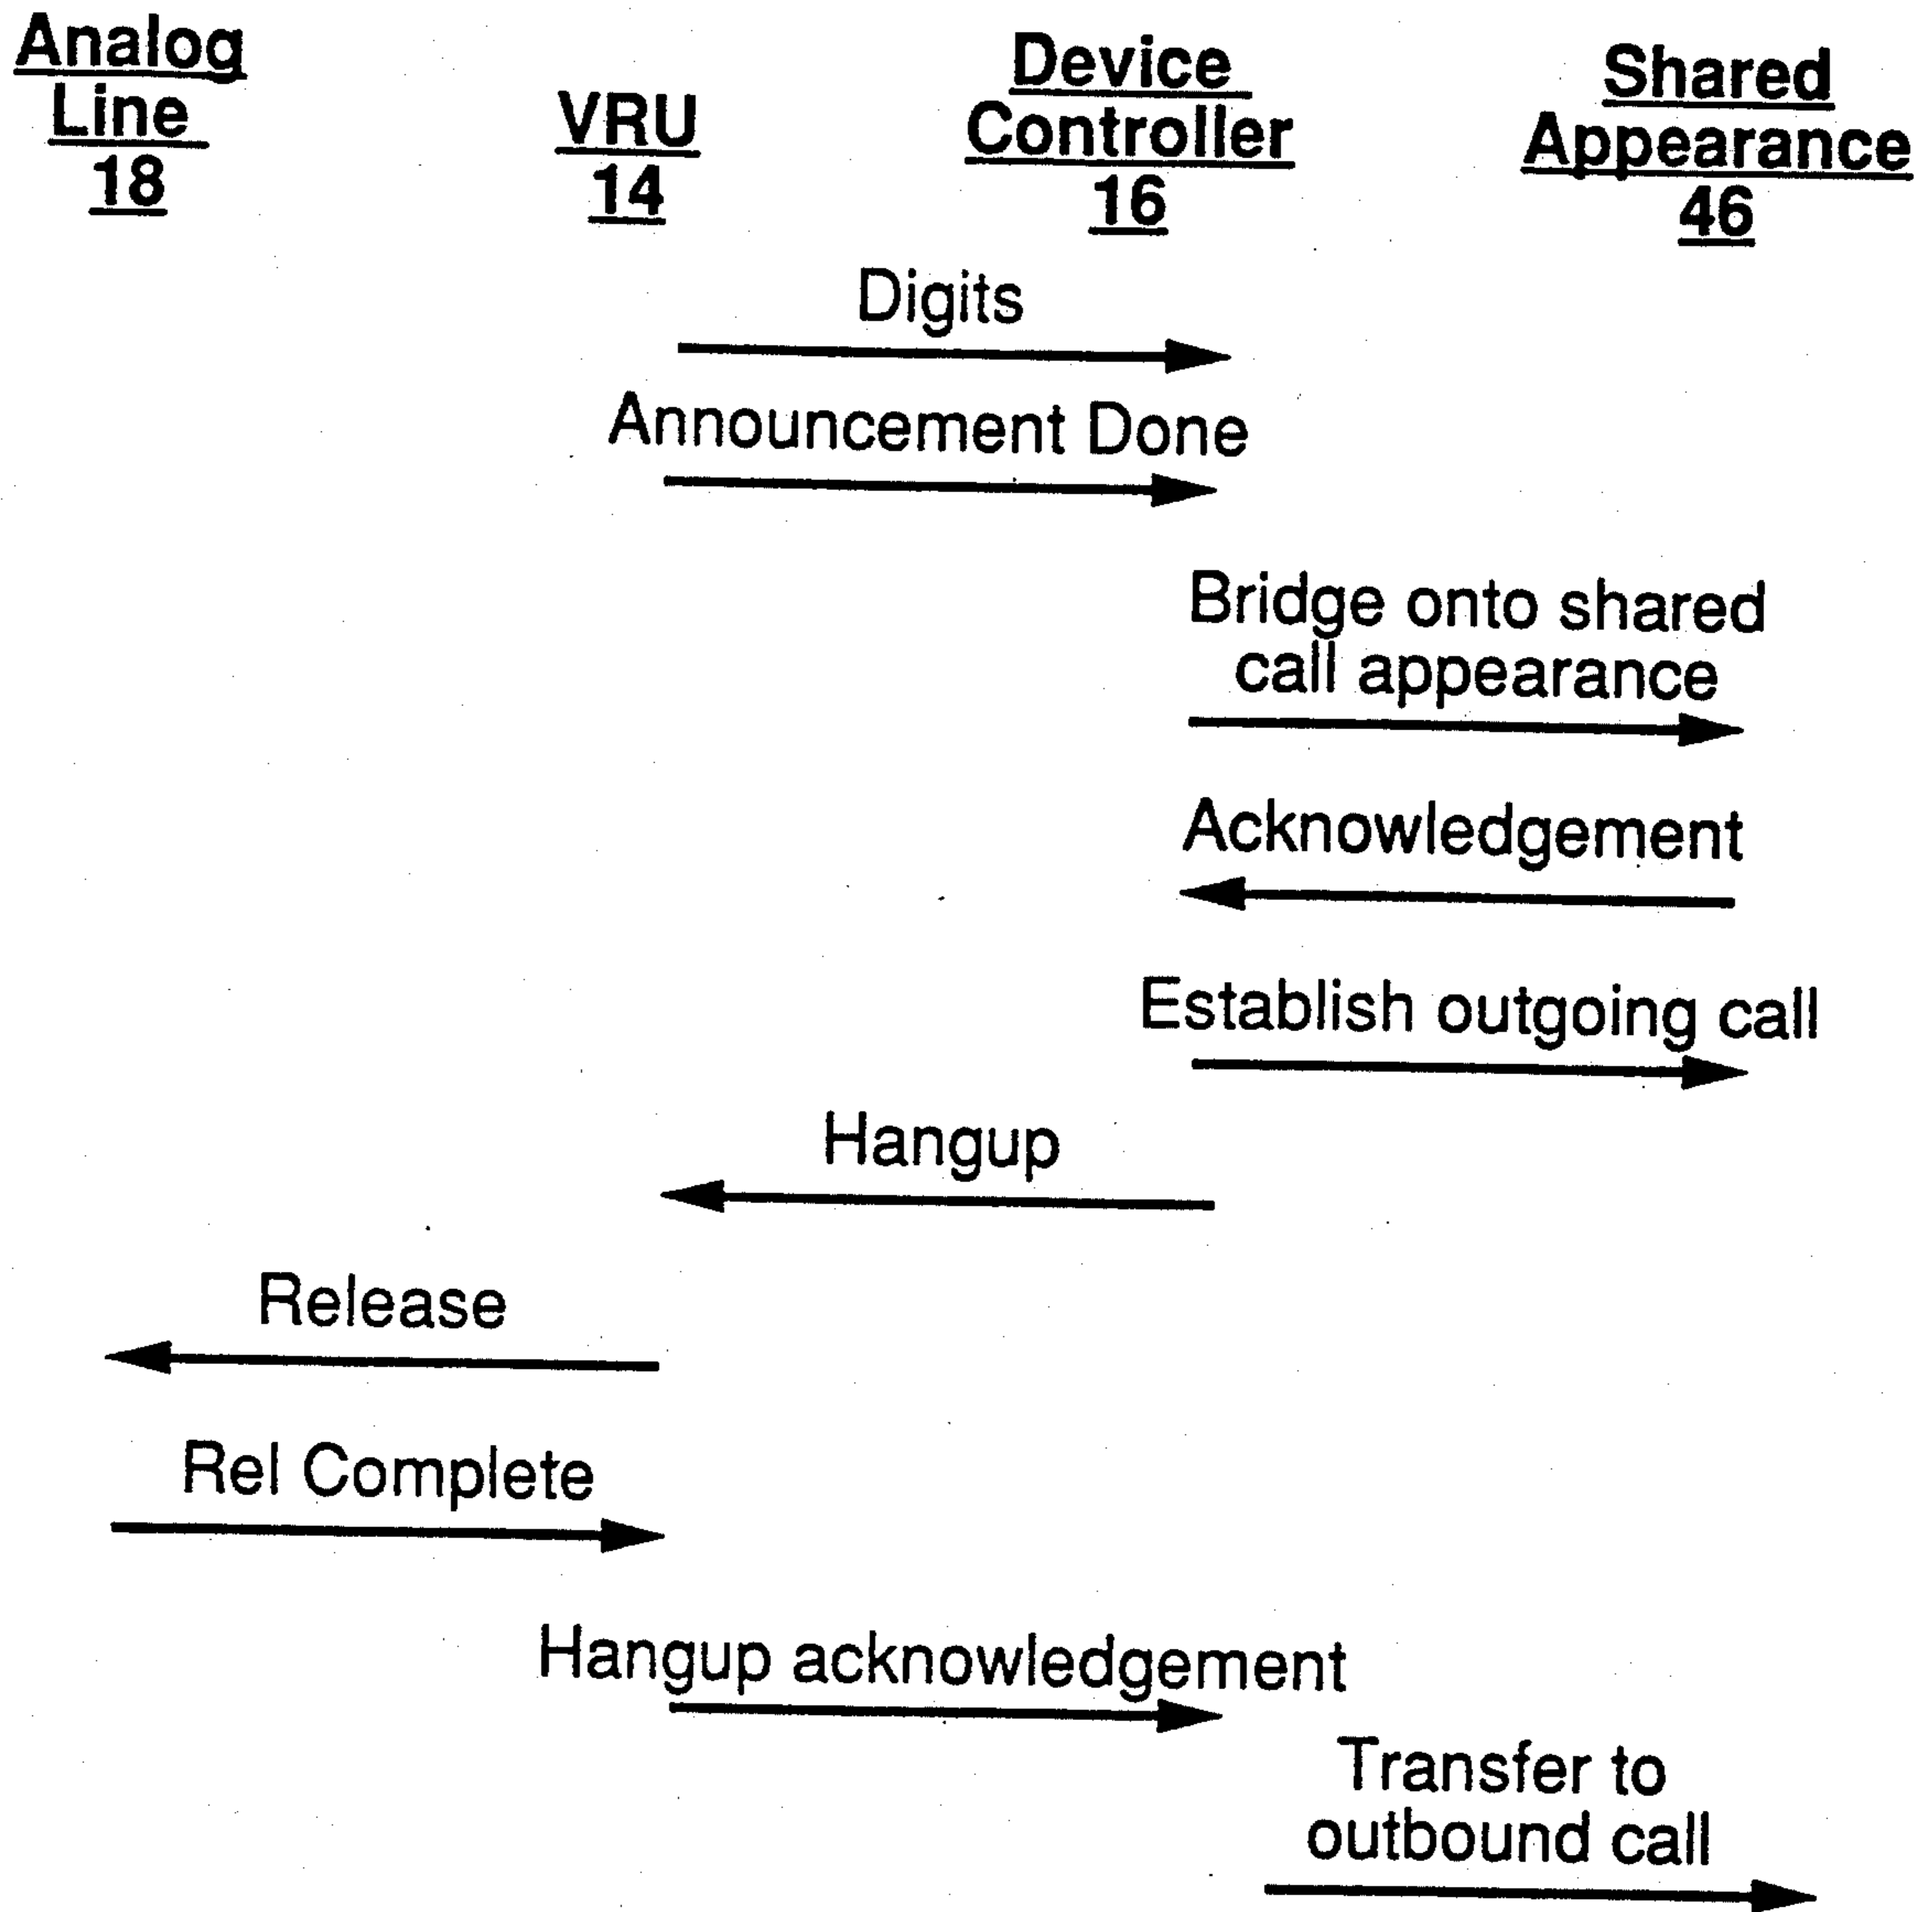 Analog
Line
18
VRU
14
Device
Controller
16
Shared
Appearance
46
Digits
Announcement Done
Bridge onto shared
call appearance
Acknowledgement
Establish outgoing call
Hangup
Release
Rel Complete
Hangup acknowledgement
Transfer to
outbound call